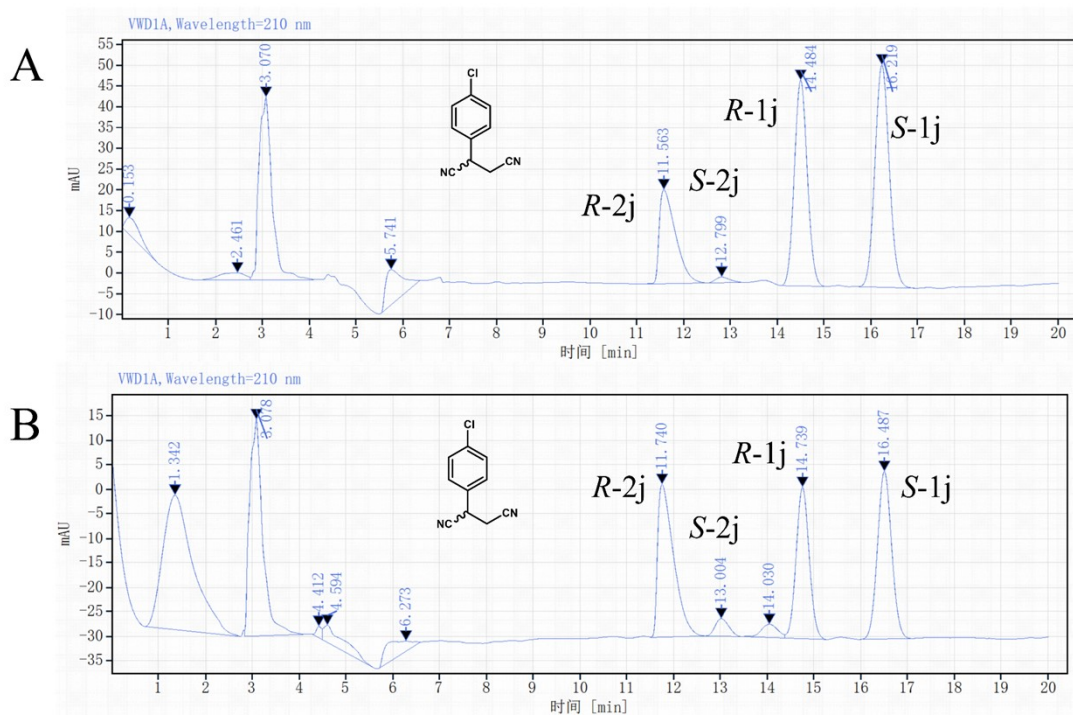 A
VWD1A,Wavelength=210 nm
mAU
55
50
45
40
35
30
25
20
15
10
5
0
-5
-10
0.153
2.461
3.070
5.741
11.563
12.799
14.484
16.219
Cl
NC
CN
R-2j
S-2j
R-1j
S-1j
1 2 3 4 5 6 7 8 9 10 11 12 13 14 15 16 17 18 19 20
时间 [min]
B
VWD1A,Wavelength=210 nm
mAU
15
10
5
0
-5
-10
-15
-20
-25
-30
-35
1.342
3.078
4.412
4.594
6.273
11.740
13.004
14.030
14.739
16.487
Cl
NC
CN
R-2j
S-2j
R-1j
S-1j
1 2 3 4 5 6 7 8 9 10 11 12 13 14 15 16 17 18 19 20
时间 [min]